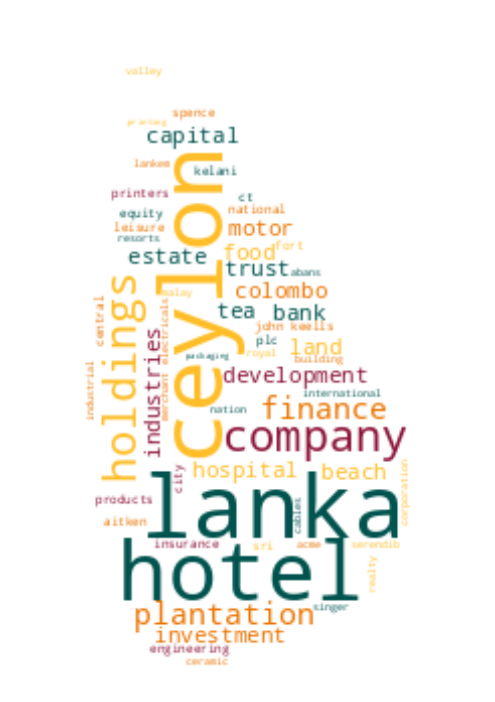 valley
spence
printing
capital
lankem
kelani
ceylon
printers
ct
equity
national
leisure
motor
resorts
fort
food
estate
trust
abans
holdings
malay
colombo
central
merchant
electricals
tea
bank
john keells
industries
plc
land
royal
packaging
building
industrial
development
international
nation
finance
company
hospital
beach
city
corporation
lanka
products
cables
aitken
insurance
sri
acme
serendib
hotel
realty
plantation
singer
investment
engineering
ceramic